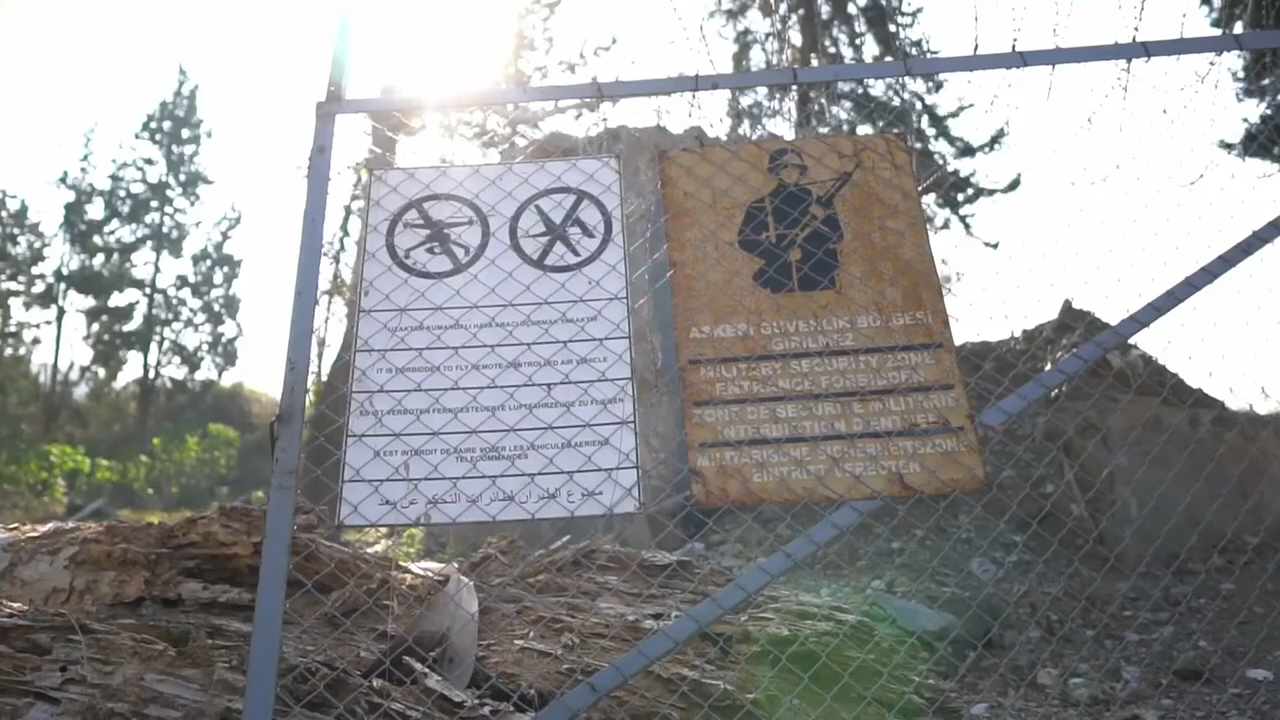 UZAKTAN KUMANDALI HAVA ARACI UÇURMAK YASAKTIR
IT IS FORBIDDEN TO FLY REMOTE-CONTROLLED AIR VEHICLE
ES IST VERBOTEN FERNGESTEUERTE LUFTFAHRZEUGE ZU FLIEGEN
IL EST INTERDIT DE FAIRE VOLER LES VEHICULES AERIENS
TELECOMMANDES
ممنوع الطيران لطائرات التحكم عن بعد
ASKERİ GÜVENLİK BÖLGESİ
GİRİLMEZ
MILITARY SECURITY ZONE
ENTRANCE FORBIDDEN
ZONE DE SECURITE MILITERIE
INTERDICTION D'ENTREE
MILITARISCHE SICHERHEITSZONE
EINTRITT VERBOTEN